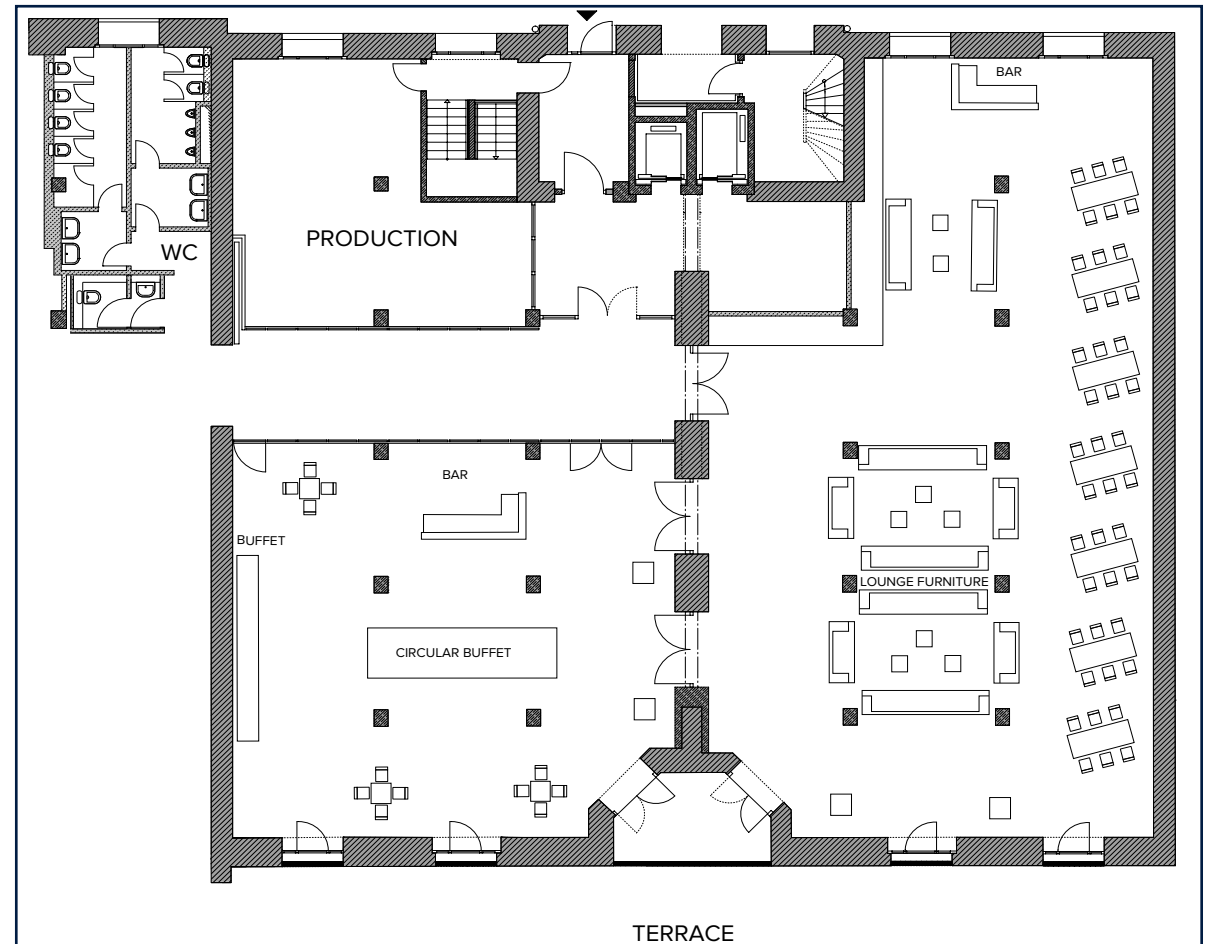 BAR
PRODUCTION
WC
BAR
BUFFET
LOUNGE FURNITURE
CIRCULAR BUFFET
TERRACE